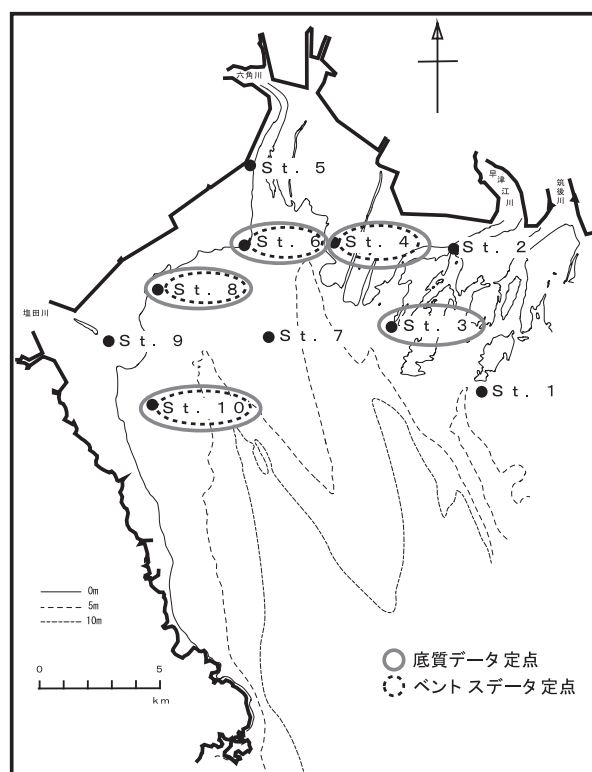 六角川
早津江川
筑後川
St. 5
St. 6
St. 4
St. 2
St. 8
塩田川
St. 3
St. 9
St. 7
St. 10
St. 1
0m
5m
10m
0 5
km
底質データ定点
ベントスデータ定点